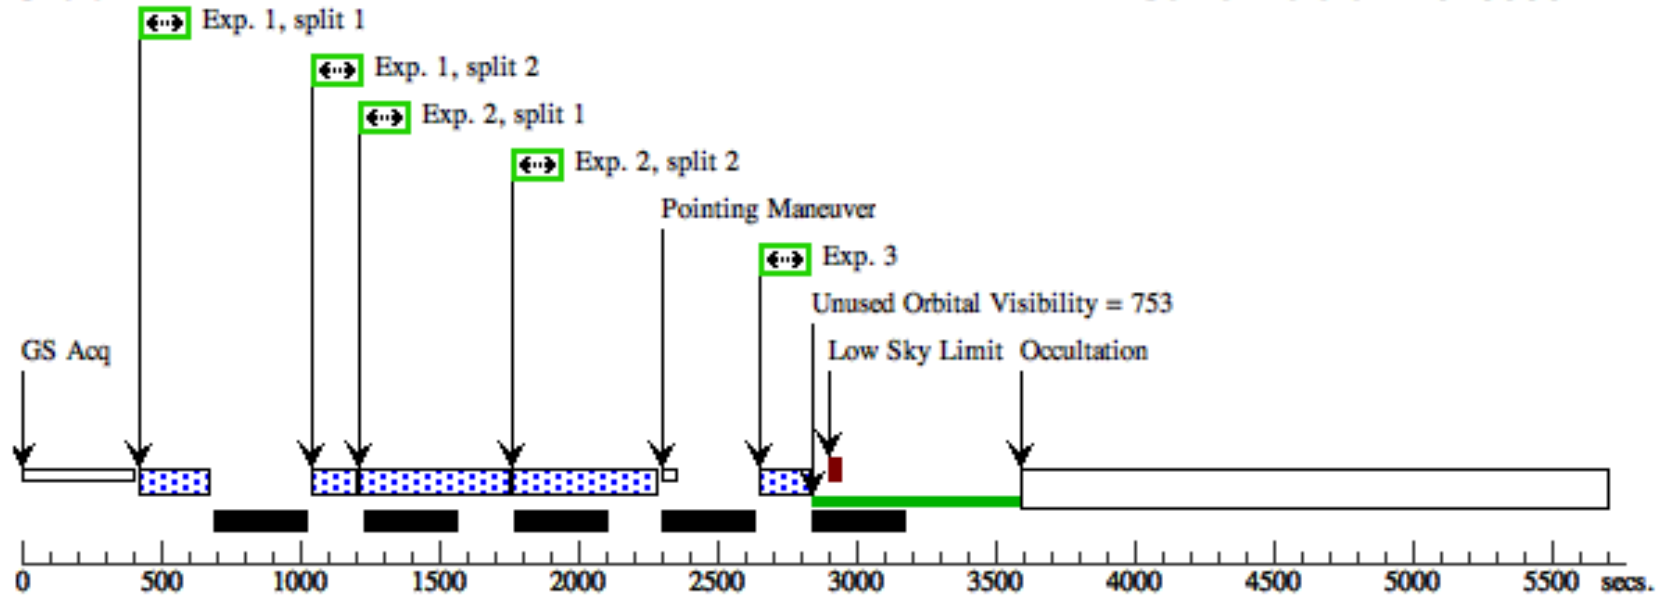 Exp. 1, split 1
Exp. 1, split 2
Exp. 2, split 1
Exp. 2, split 2
Pointing Maneuver
Exp. 3
Unused Orbital Visibility = 753
GS Acq
Low Sky Limit Occultation
0 500 1000 1500 2000 2500 3000 3500 4000 4500 5000 5500 secs.